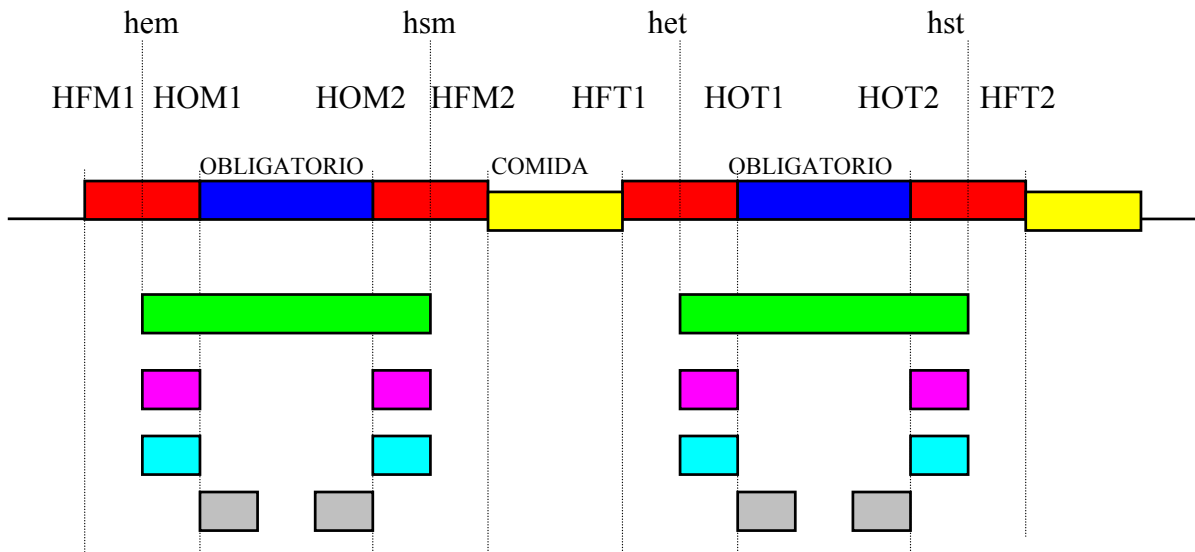 hem hsm het hst
HFM1 HOM1 HOM2 HFM2 HFT1 HOT1 HOT2 HFT2
OBLIGATORIO COMIDA OBLIGATORIO